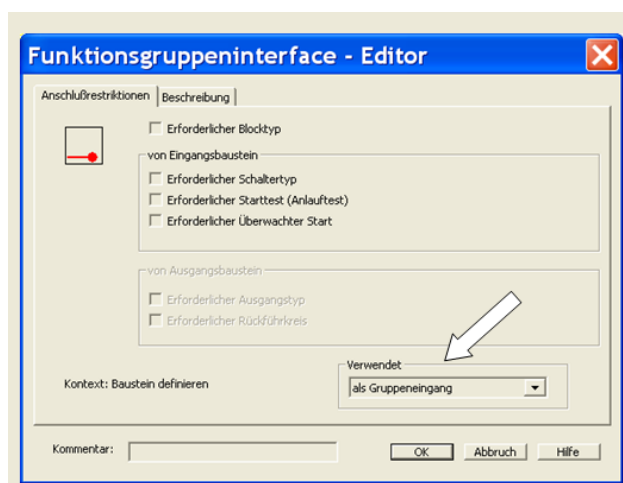 Funktionsgruppeninterface - Editor
Anschlußrestriktionen Beschreibung
Erforderlicher Blocktyp
von Eingangsbaustein
Erforderlicher Schaltertyp
Erforderlicher Starttest (Anlauftest)
Erforderlicher Überwachter Start
von Ausgangsbaustein
Erforderlicher Ausgangstyp
Erforderlicher Rückführkreis
Verwendet
Kontext: Baustein definieren
als Gruppeneingang
Kommentar:
OK Abbruch Hilfe